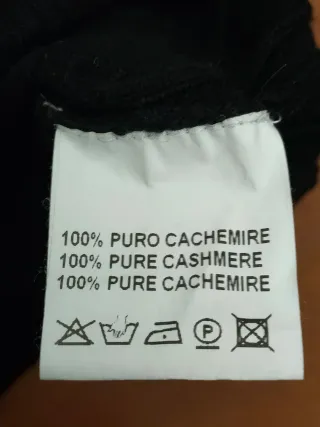 100% PURO CACHEMIRE
100% PURE CASHMERE
100% PURE CACHEMIRE
P